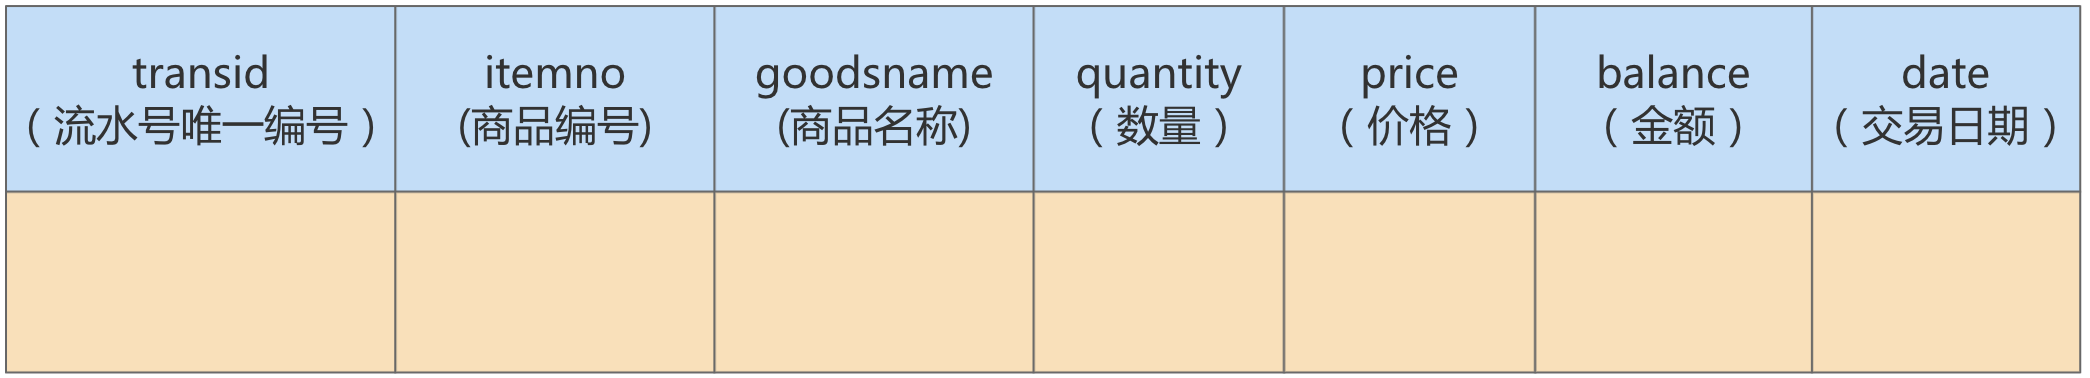 transid
（流水号唯一编号）
itemno
(商品编号)
goodsname
(商品名称)
quantity
（数量）
price
（价格）
balance
（金额）
date
（交易日期）